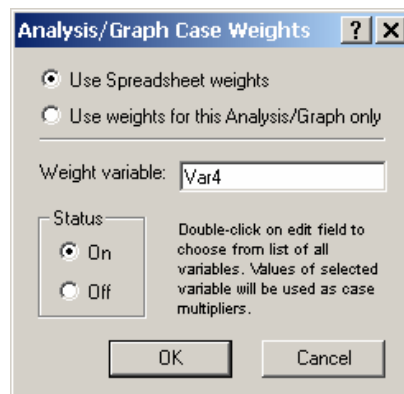 Analysis/Graph Case Weights
Use Spreadsheet weights
Use weights for this Analysis/Graph only
Weight variable: Var4
Status
On
Off
Double-click on edit field to
choose from list of all
variables. Values of selected
variable will be used as case
multipliers.
OK Cancel